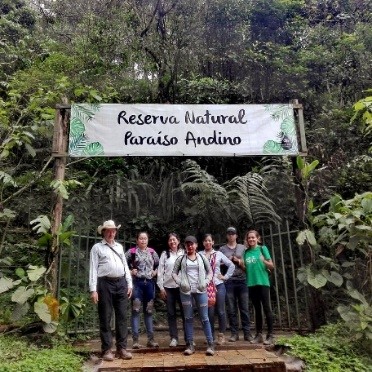 Reserva Natural
Paraíso Andino